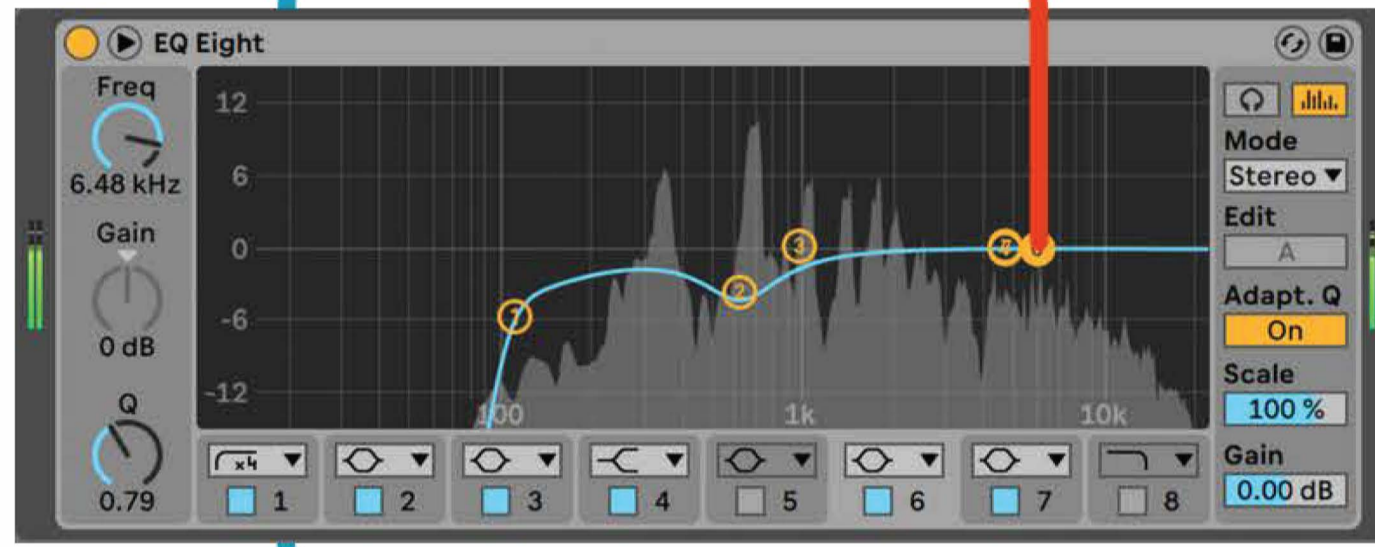 EQ Eight
Freq
6.48 kHz
Gain
0 dB
Q
0.79
12
6
0
-6
-12
100
1k
10k
1
2
3
x4
1
2
3
4
5
6
7
8
Mode
Stereo
Edit
A
Adapt. Q
On
Scale
100 %
Gain
0.00 dB